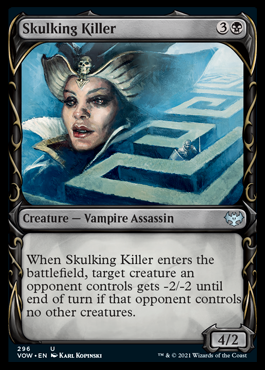 Skulking Killer 3
Creature — Vampire Assassin
When Skulking Killer enters the
battlefield, target creature an
opponent controls gets -2/-2 until
end of turn if that opponent controls
no other creatures.
4/2
296 U
VOW • EN KARL KOPINSKI ™ & © 2021 Wizards of the Coast